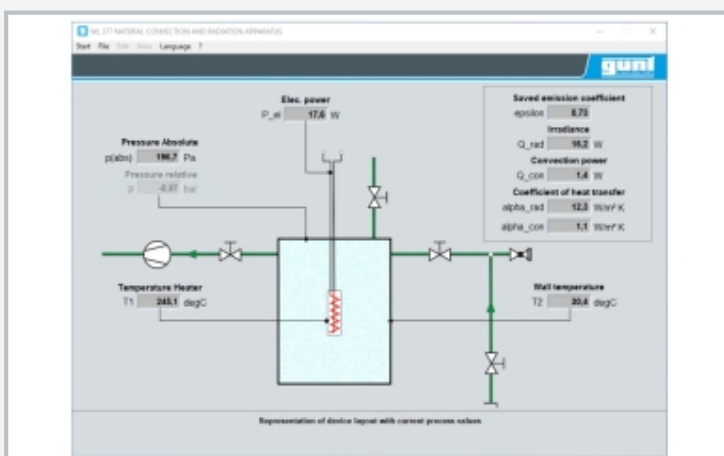 WL 377 NATURAL CONNECTION AND RADIATION APPARATUS
Start File Edit View Language ?
gunt
Elec. power
P_el 17,6 W
Saved emission coefficient
epsilon 0,73
Irradiance
Q_rad 16,2 W
Convection power
Q_con 1,4 W
Coefficient of heat transfer
alpha_rad 12,3 W/m² K
alpha_con 1,1 W/m² K
Pressure Absolute
p(abs) 196,7 Pa
Pressure relative
p -0,97 bar
Temperature Heater
T1 245,1 degC
Wall temperature
T2 30,4 degC
Representation of device layout with current process values